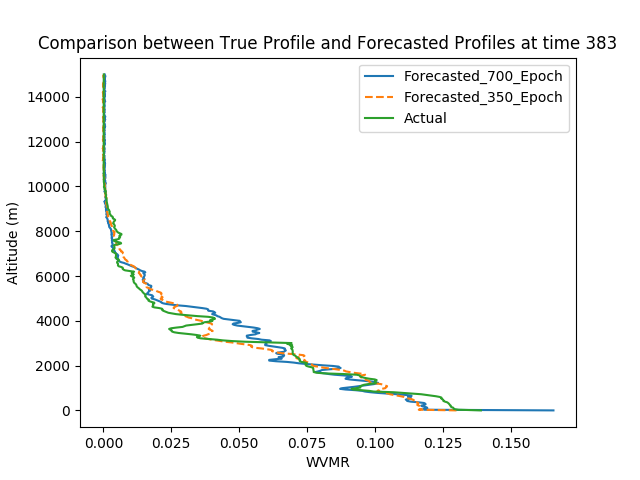 Comparison between True Profile and Forecasted Profiles at time 383
Forecasted_700_Epoch
Forecasted_350_Epoch
Actual
Altitude (m)
14000
12000
10000
8000
6000
4000
2000
0
0.000 0.025 0.050 0.075 0.100 0.125 0.150
WVMR